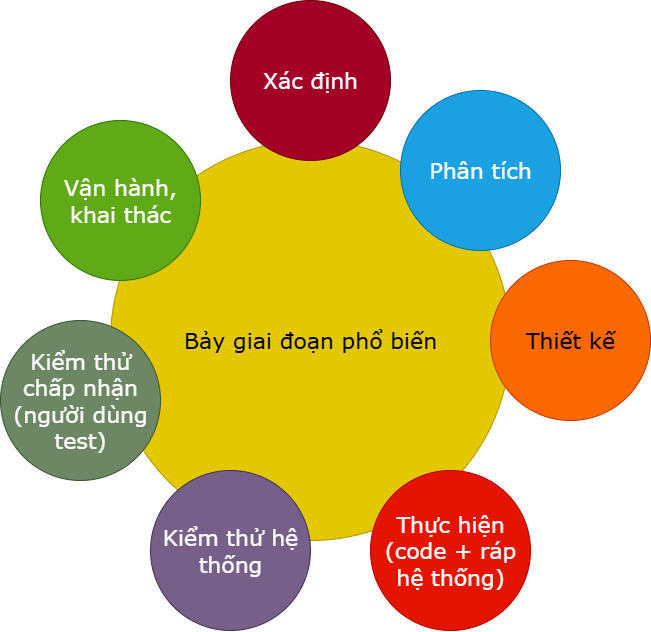 Xác định
Phân tích
Vận hành,
khai thác
Bảy giai đoạn phổ biến
Thiết kế
Kiểm thử
chấp nhận
(người dùng
test)
Kiểm thử hệ
thống
Thực hiện
(code + ráp
hệ thống)